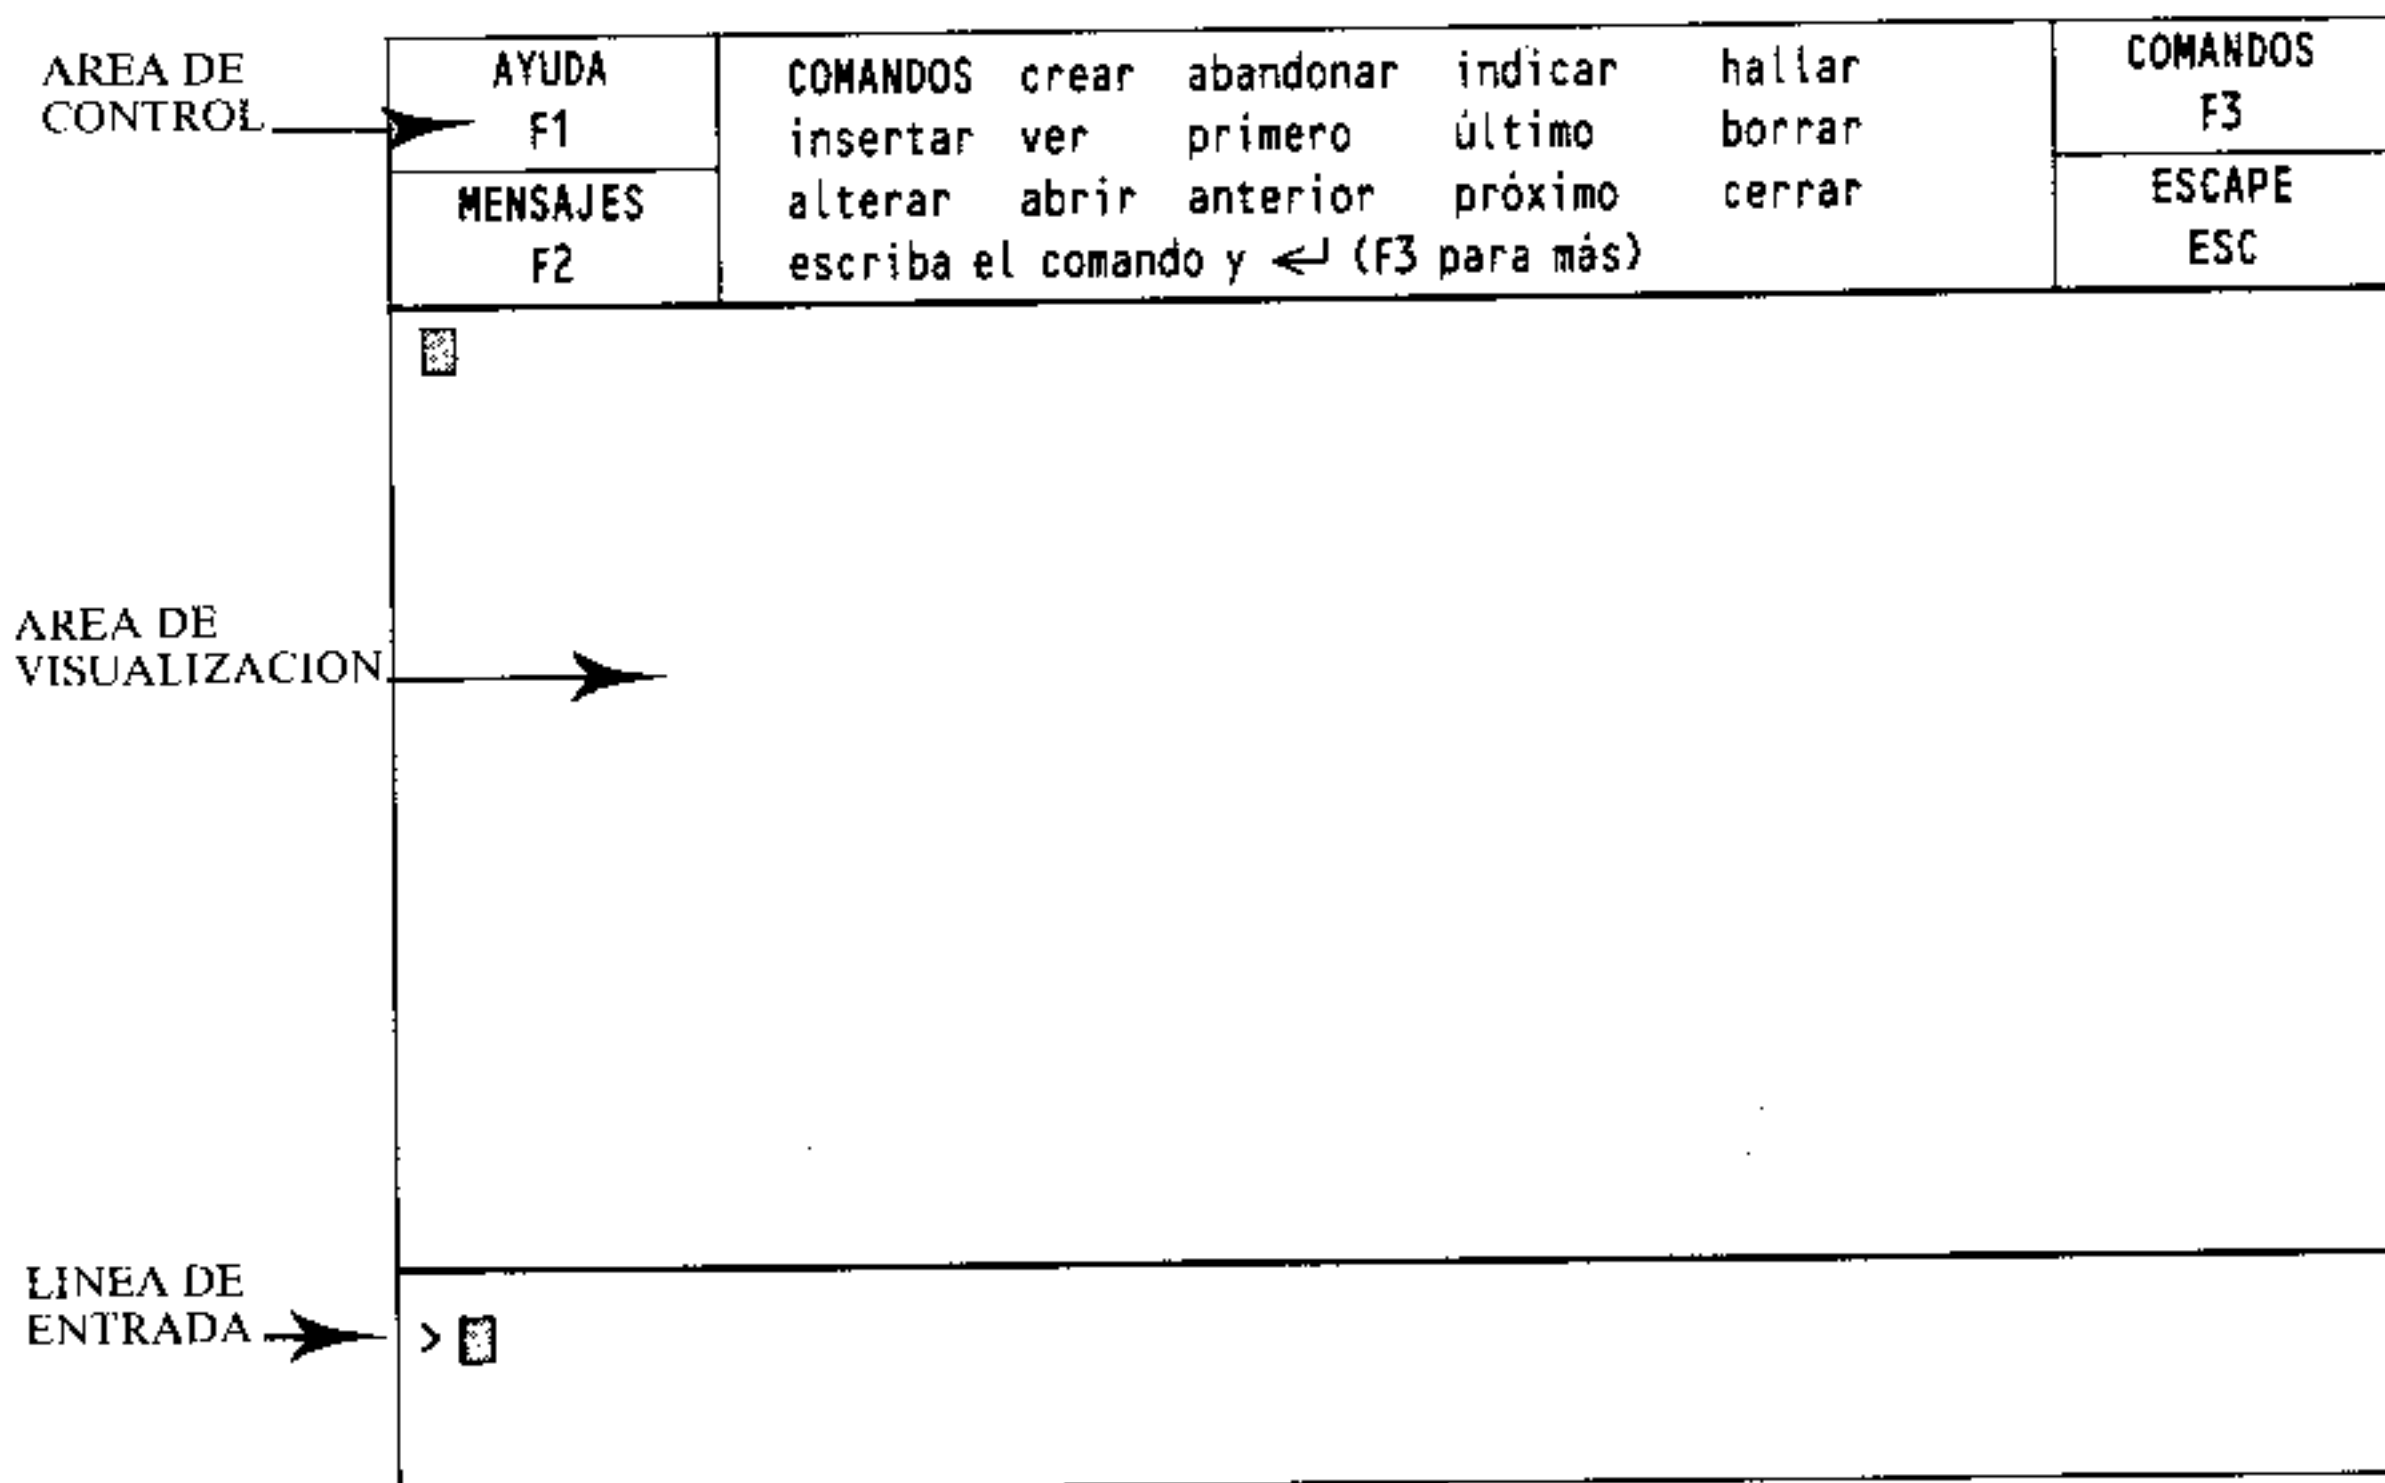 AREA DE
CONTROL
AYUDA
F1
MENSAJES
F2
COMANDOS crear abandonar indicar hallar
insertar ver primero último borrar
alterar abrir anterior próximo cerrar
escriba el comando y ↵ (F3 para más)
COMANDOS
F3
ESCAPE
ESC
AREA DE
VISUALIZACION
LINEA DE
ENTRADA
>